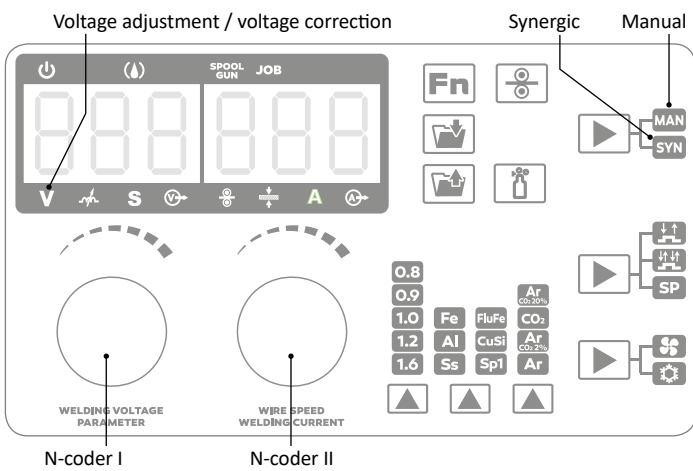 Voltage adjustment / voltage correction
Synergic
Manual
SPOOL GUN
JOB
Fn
MAN
SYN
888 888
V S V A A
SP
0.8
0.9
1.0
1.2
1.6
Fe
Al
Ss
FluFe
CuSi
Sp1
Ar CO₂ 20%
CO₂
Ar CO₂ 2%
Ar
WELDING VOLTAGE
PARAMETER
WIRE SPEED
WELDING CURRENT
N-coder I
N-coder II